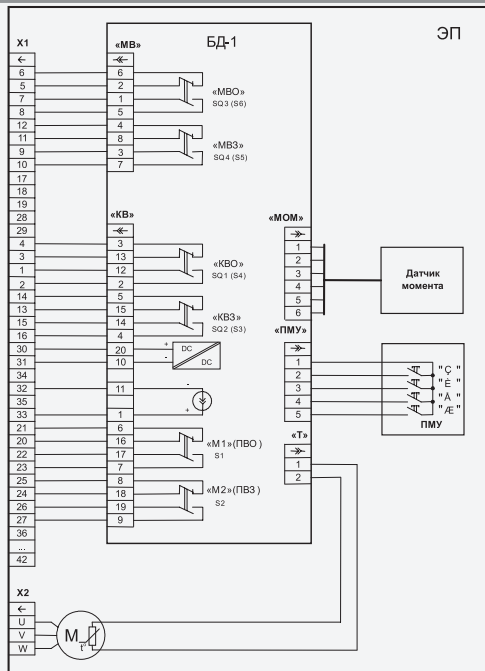 ЭП
БД-1
X1
6
5
7
8
12
11
9
10
17
18
19
28
29
4
3
1
2
14
13
15
16
30
31
34
32
35
33
21
20
22
23
25
24
26
27
36
...
42
«МВ»
6
2
1
5
4
8
3
7
«МВО»
SQ3 (S6)
«МВЗ»
SQ4 (S5)
«КВ»
3
13
12
2
5
15
14
4
20
10
11
1
6
16
17
7
8
18
19
9
«КВО»
SQ1 (S4)
«КВЗ»
SQ2 (S3)
+ DC
- DC
-
+
«М1»(ПВО)
S1
«М2»(ПВЗ)
S2
«МОМ»
1
2
3
4
5
6
Датчик
момента
«ПМУ»
1
2
3
4
5
"Ç"
"È"
"À"
"Æ"
ПМУ
«Т»
1
2
X2
U
V
W
M
t°